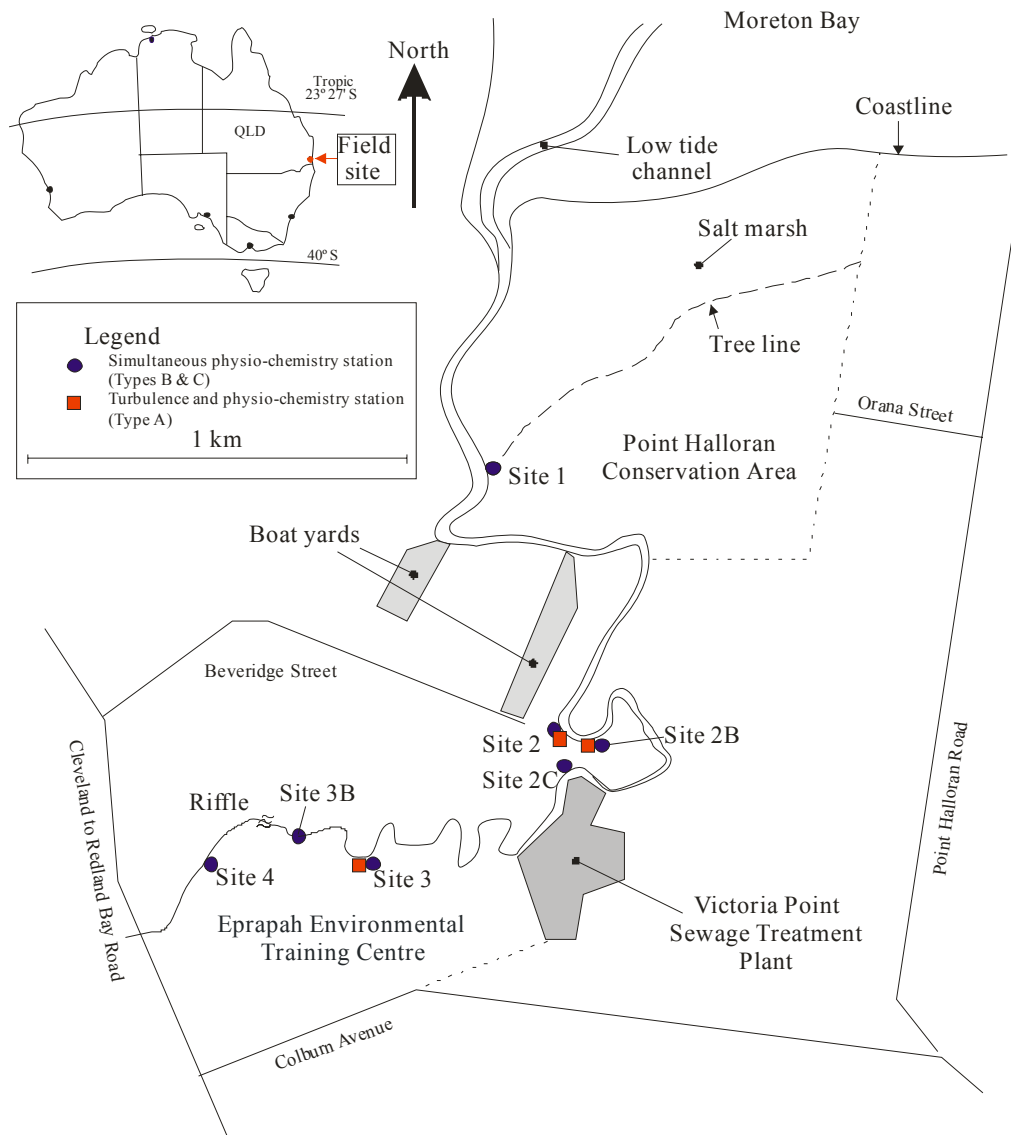 Moreton Bay
North
Tropic
23º 27' S
QLD
Field
site
40º S
Coastline
Low tide
channel
Salt marsh
Tree line
Legend
Simultaneous physio-chemistry station
(Types B & C)
Turbulence and physio-chemistry station
(Type A)
1 km
Orana Street
Point Halloran
Conservation Area
Site 1
Boat yards
Beveridge Street
Site 2
Site 2B
Site 2C
Point Halloran Road
Cleveland to Redland Bay Road
Riffle
Site 3B
Site 4
Site 3
Eprapah Environmental
Training Centre
Victoria Point
Sewage Treatment
Plant
Colburn Avenue